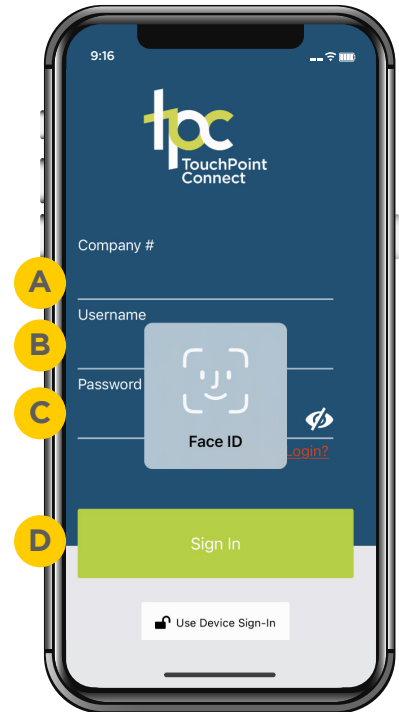 9:16
tpc
TouchPoint
Connect
Company #
A
Username
B
Password
C
Face ID
Login?
D
Sign In
Use Device Sign-In